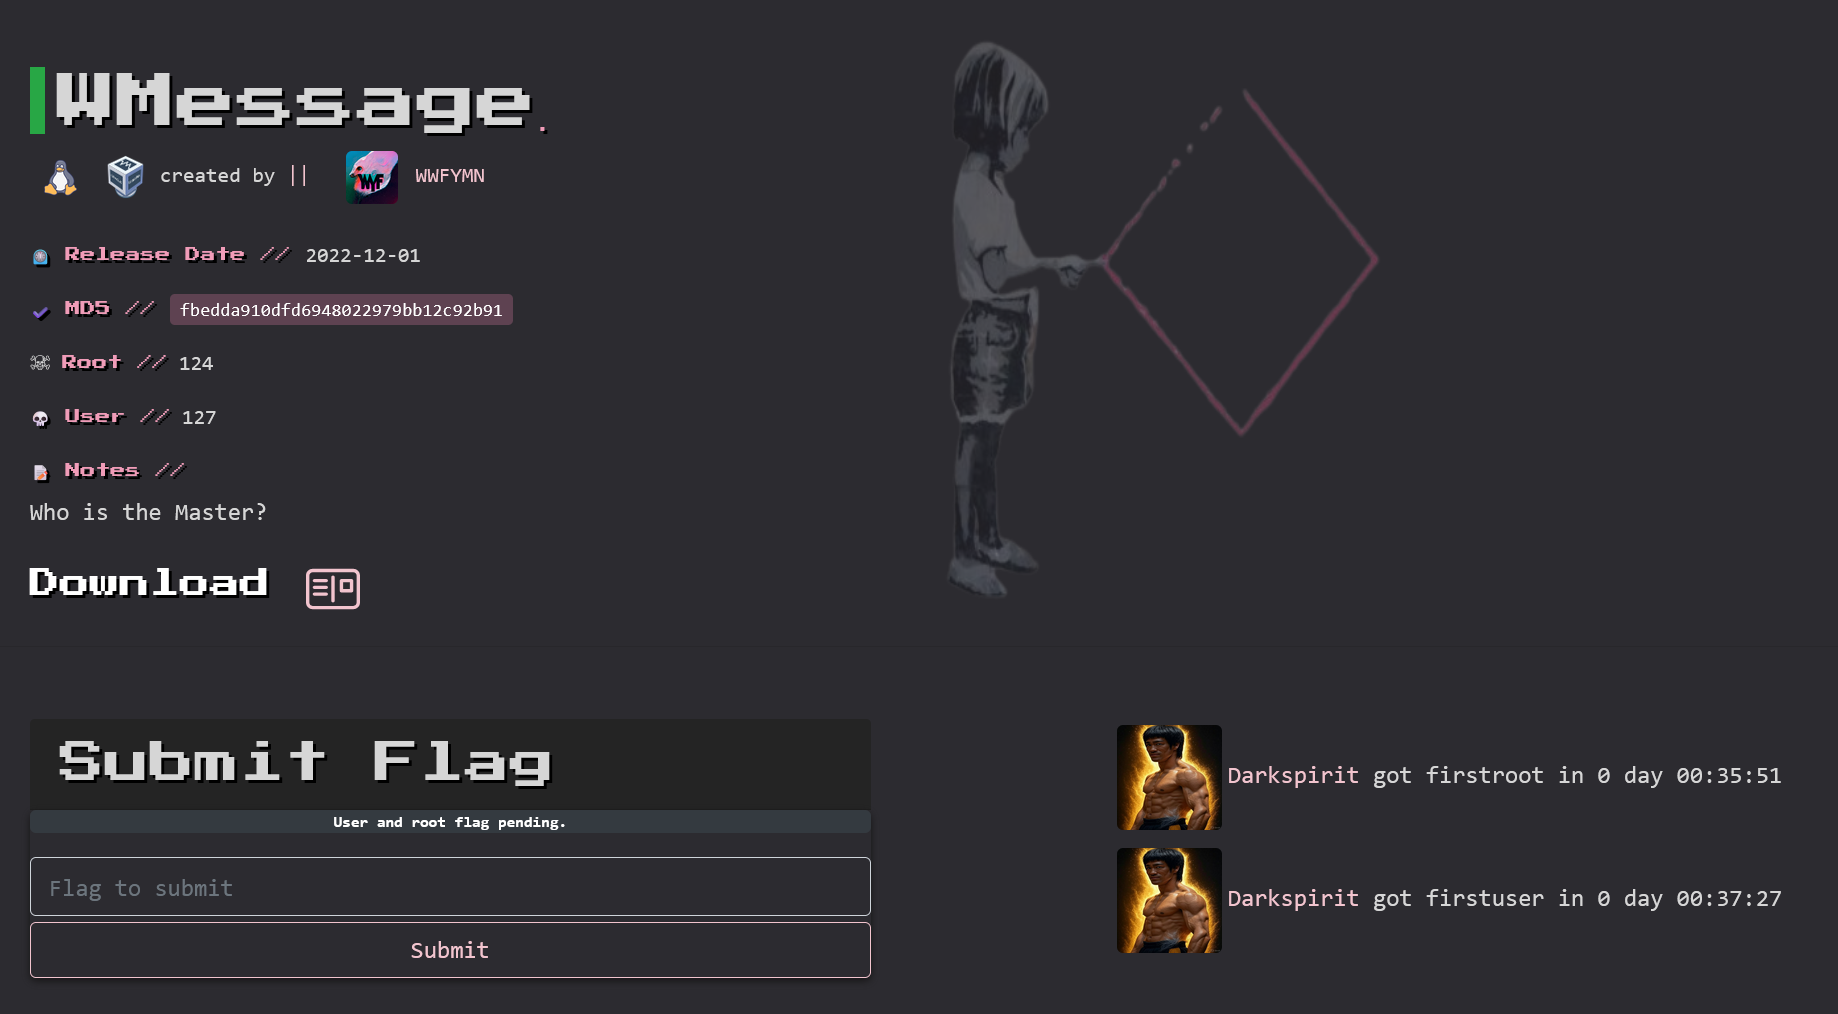 WMessage.
created by || WWFYMN
Release Date // 2022-12-01
MD5 // fbedda910dfd6948022979bb12c92b91
Root // 124
User // 127
Notes //
Who is the Master?
Download
Submit Flag
User and root flag pending.
Flag to submit
Submit
Darkspirit got firstroot in 0 day 00:35:51
Darkspirit got firstuser in 0 day 00:37:27